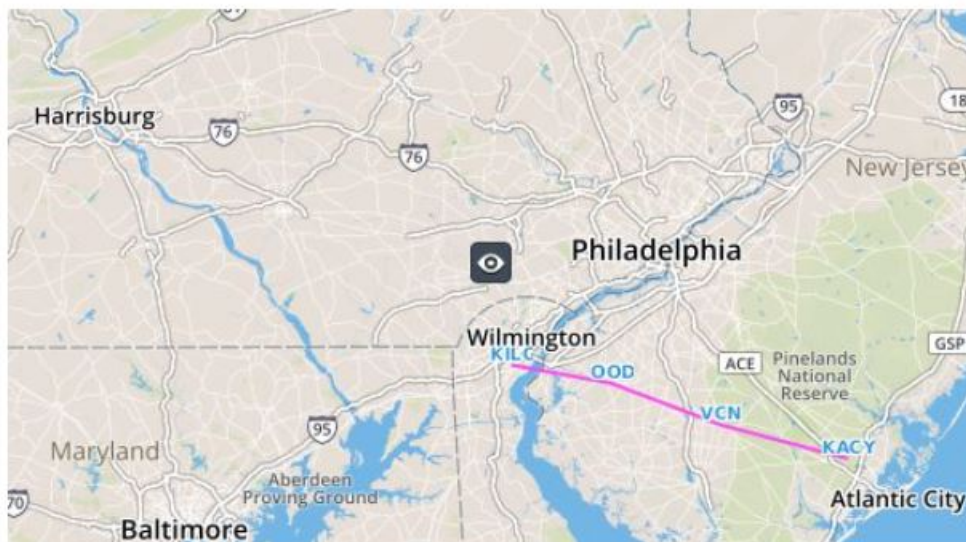 95
Harrisburg
76
18
76
New Jersey
Philadelphia
Wilmington
KILG
OOD
ACE
Pinelands
National
Reserve
GSP
VCN
95
KACY
Maryland
Aberdeen
Proving Ground
70
Atlantic City
Baltimore